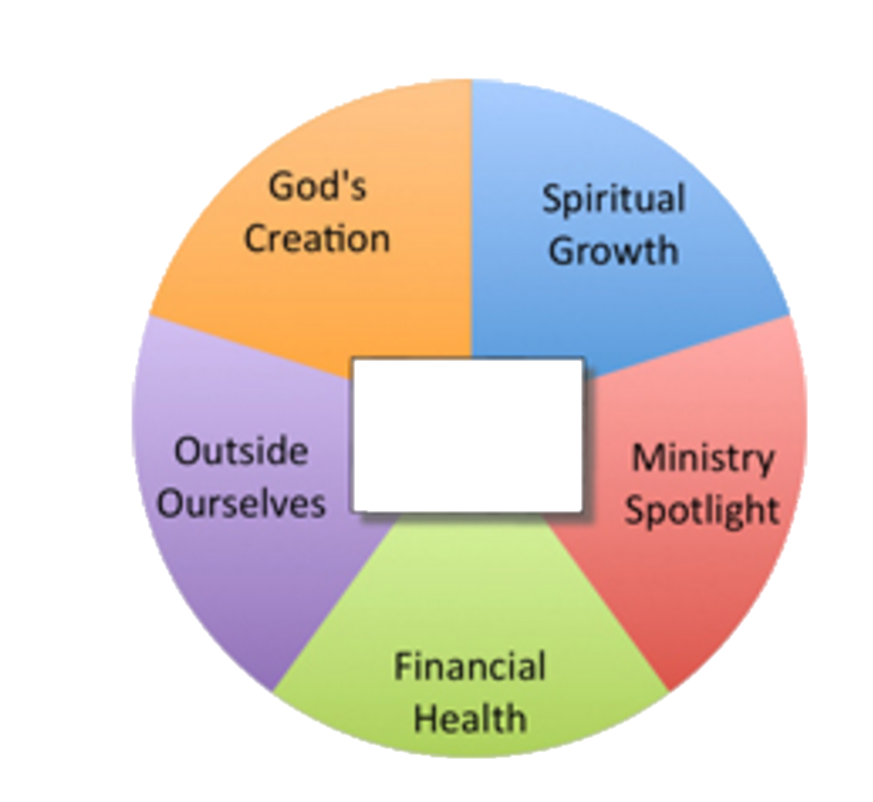 God's
Creation
Spiritual
Growth
Outside
Ourselves
Ministry
Spotlight
Financial
Health